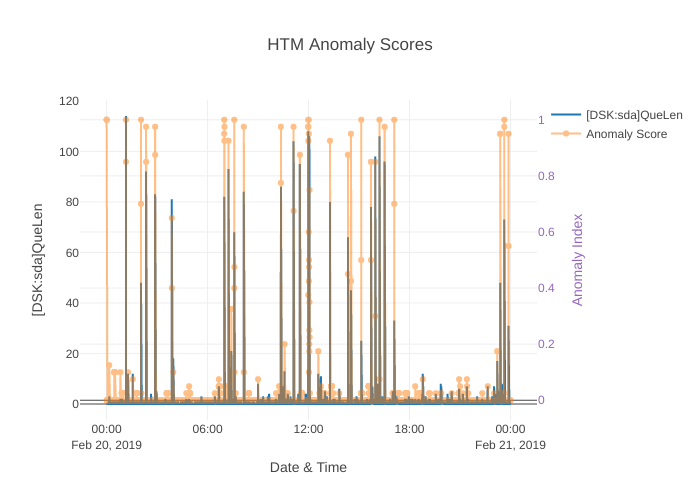 HTM Anomaly Scores
[DSK:sda]QueLen
Anomaly Score
120
100
80
60
40
20
0
1
0.8
0.6
0.4
0.2
0
[DSK:sda]QueLen
Anomaly Index
00:00
Feb 20, 2019
06:00
12:00
18:00
00:00
Feb 21, 2019
Date & Time